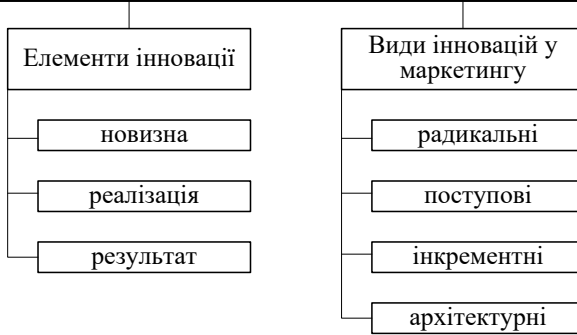 Елементи інновації
новизна
реалізація
результат
Види інновацій у
маркетингу
радикальні
поступові
інкрементні
архітектурні